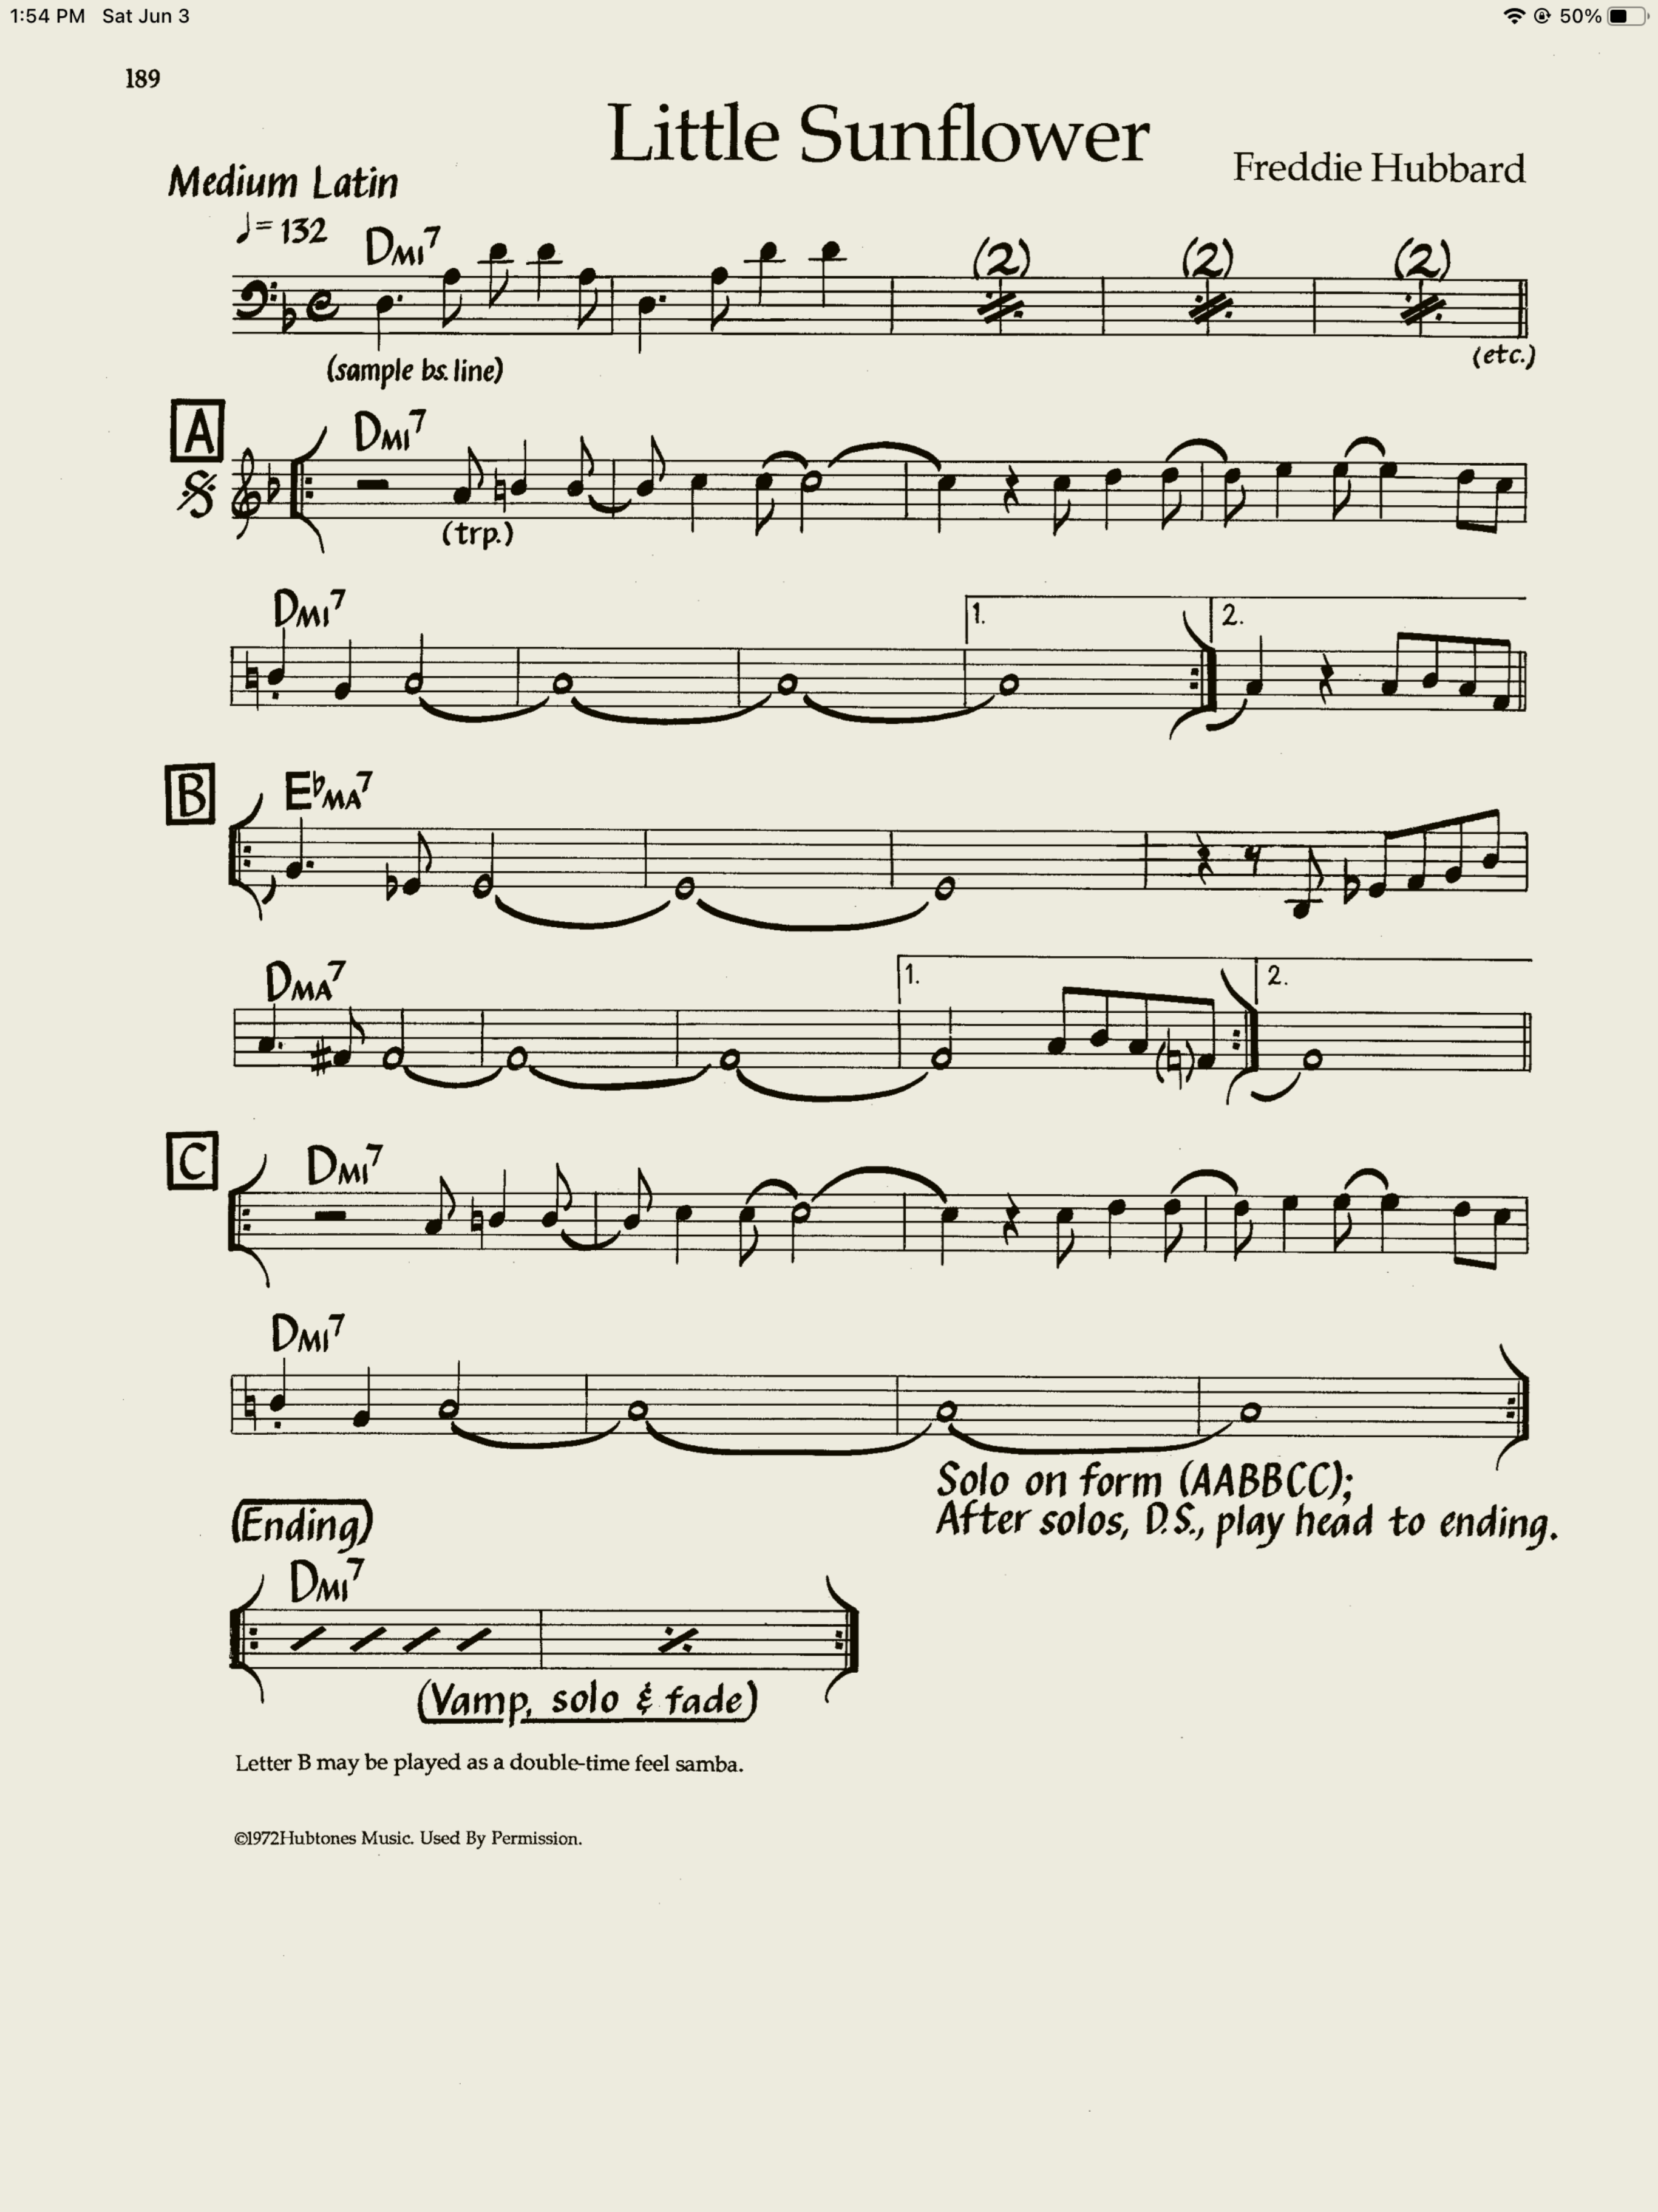 1:54 PM Sat Jun 3 50%
189
Little Sunflower
Freddie Hubbard
Medium Latin
♩= 132
DMI7 (2) (2) (2)
(sample bs. line) (etc.)
A
DMI7
(trp.)
DMI7 1. 2.
B
E♭MA7
DMA7 1. 2.
C
DMI7
DMI7
Solo on form (AABBCC);
After solos, D.S., play head to ending.
(Ending)
DMI7
(Vamp, solo & fade)
Letter B may be played as a double-time feel samba.
©1972Hubtones Music. Used By Permission.